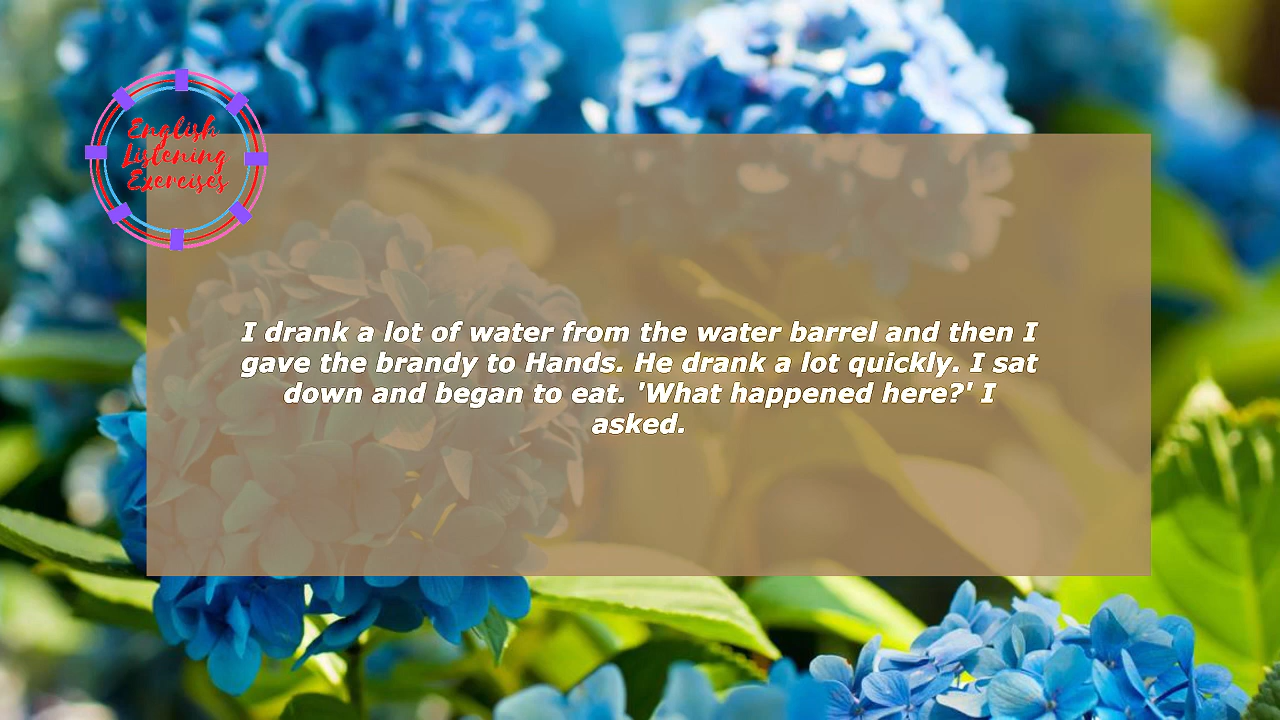 English
Listening
Exercises
I drank a lot of water from the water barrel and then I
gave the brandy to Hands. He drank a lot quickly. I sat
down and began to eat. 'What happened here?' I
asked.